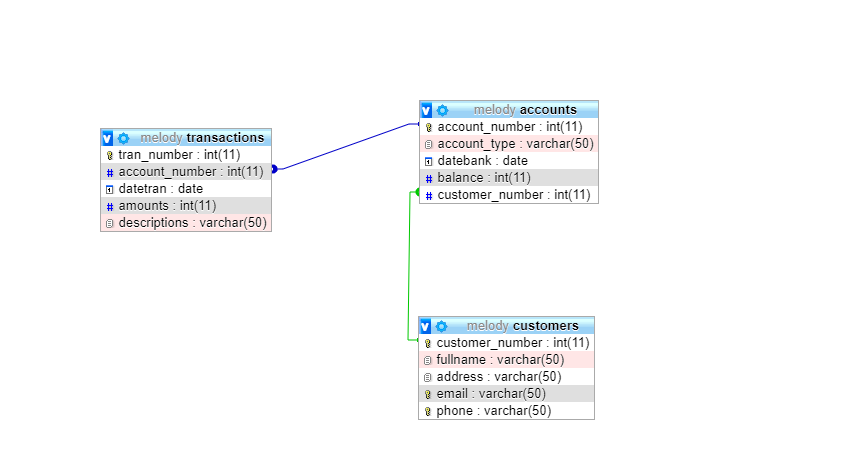 melody transactions
tran_number : int(11)
account_number : int(11)
datetran : date
amounts : int(11)
descriptions : varchar(50)
melody accounts
account_number : int(11)
account_type : varchar(50)
datebank : date
balance : int(11)
customer_number : int(11)
melody customers
customer_number : int(11)
fullname : varchar(50)
address : varchar(50)
email : varchar(50)
phone : varchar(50)